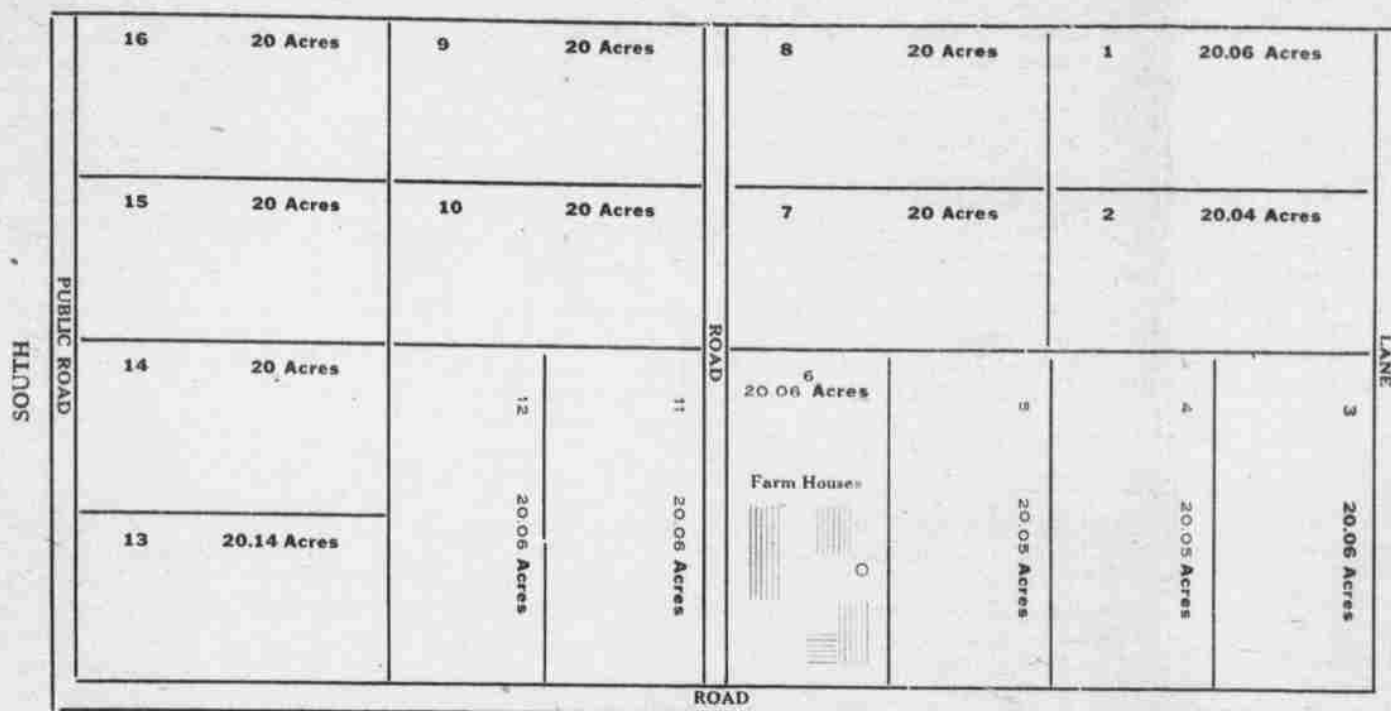 16 20 Acres
9 20 Acres
8 20 Acres
1 20.06 Acres
15 20 Acres
10 20 Acres
7 20 Acres
2 20.04 Acres
SOUTH
PUBLIC ROAD
ROAD
LANE
14 20 Acres
12 20.06 Acres
11 20.06 Acres
6
20.06 Acres
Farm Houses
5 20.05 Acres
4 20.05 Acres
3 20.06 Acres
13 20.14 Acres
ROAD